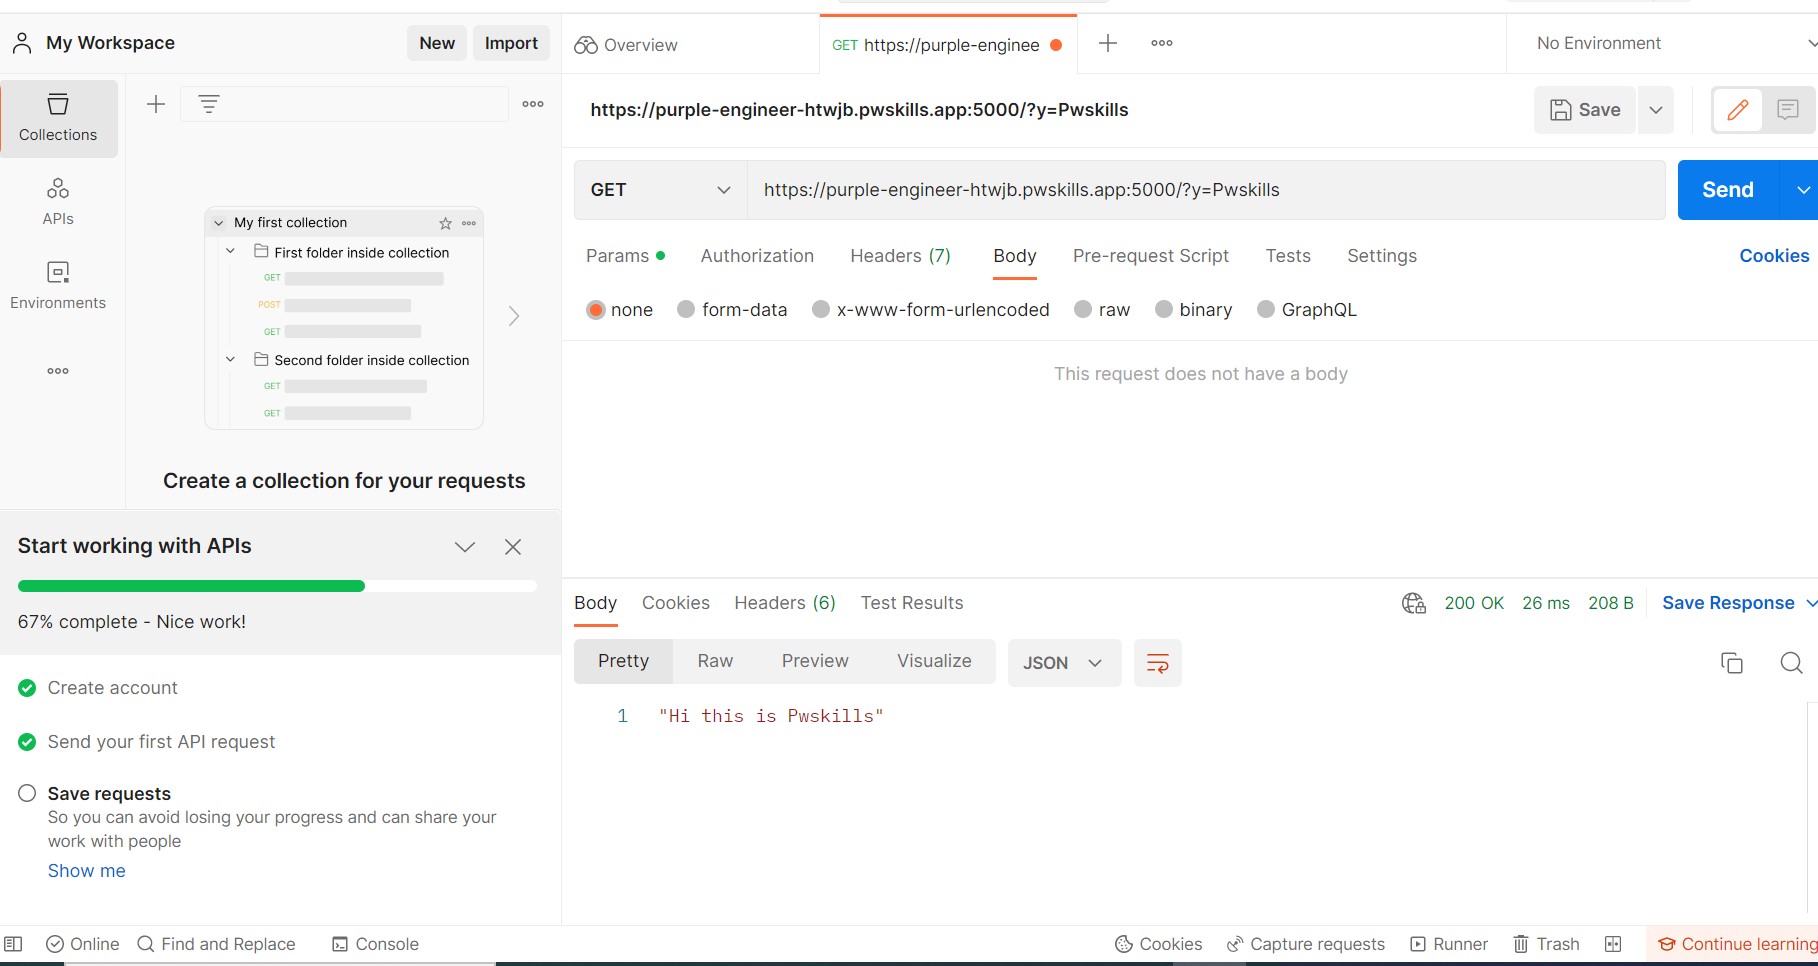 My Workspace
New
Import
Overview
GET https://purple-enginee
No Environment
Collections
https://purple-engineer-htwjb.pwskills.app:5000/?y=Pwskills
Save
APIs
GET
https://purple-engineer-htwjb.pwskills.app:5000/?y=Pwskills
Send
My first collection
First folder inside collection
GET
POST
GET
Second folder inside collection
GET
GET
Params
Authorization
Headers (7)
Body
Pre-request Script
Tests
Settings
Cookies
Environments
none
form-data
x-www-form-urlencoded
raw
binary
GraphQL
This request does not have a body
Create a collection for your requests
Start working with APIs
67% complete - Nice work!
Create account
Send your first API request
Save requests
So you can avoid losing your progress and can share your
work with people
Show me
Body
Cookies
Headers (6)
Test Results
200 OK
26 ms
208 B
Save Response
Pretty
Raw
Preview
Visualize
JSON
1 "Hi this is Pwskills"
Online
Find and Replace
Console
Cookies
Capture requests
Runner
Trash
Continue learning